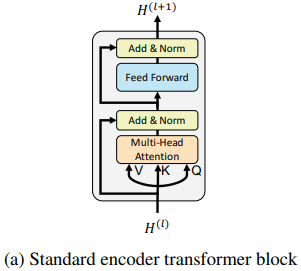 H^{(l+1)}
Add & Norm
Feed Forward
Add & Norm
Multi-Head
Attention
V K Q
H^{(l)}
(a) Standard encoder transformer block